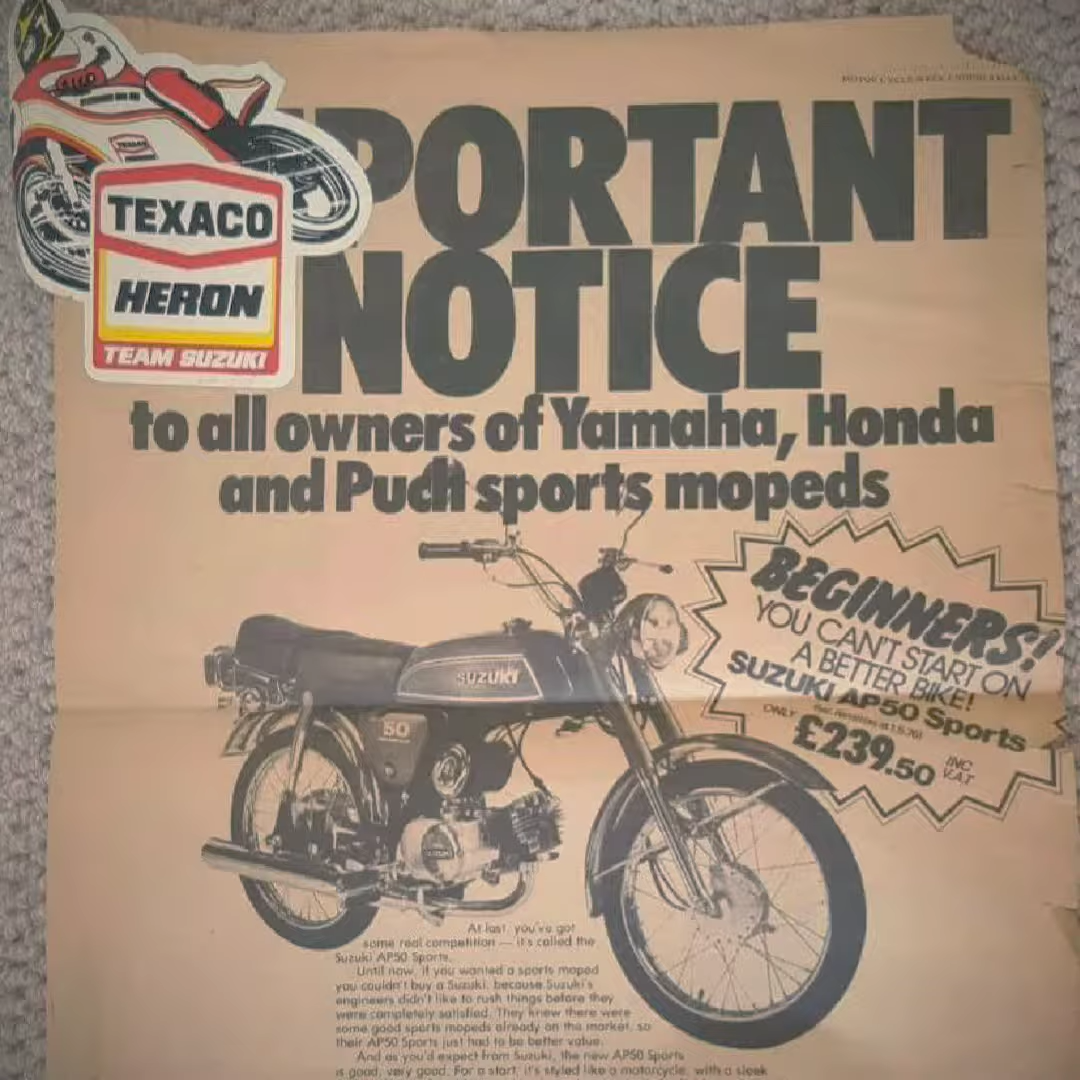 TEXACO
HERON
TEAM SUZUKI
PORTANT
NOTICE
to all owners of Yamaha, Honda
and Puch sports mopeds
BEGINNERS!
YOU CAN'T START ON
A BETTER BIKE!
SUZUKI AP50 Sports
ONLY
£239.50 INC. V.A.T
SUZUKI
50
At last, you've got
some real competition — it's called the
Suzuki AP50 Sports.
Until now, if you wanted a sports moped
you couldn't buy a Suzuki, because Suzuki's
engineers didn't like to rush things before they
were completely satisfied. They knew there were
some good sports mopeds already on the market, so
their AP50 Sports just had to be better value.
And as you'd expect from Suzuki, the new AP50 Sports
is good, very good. For a start, it's styled like a motorcycle, with a sleek